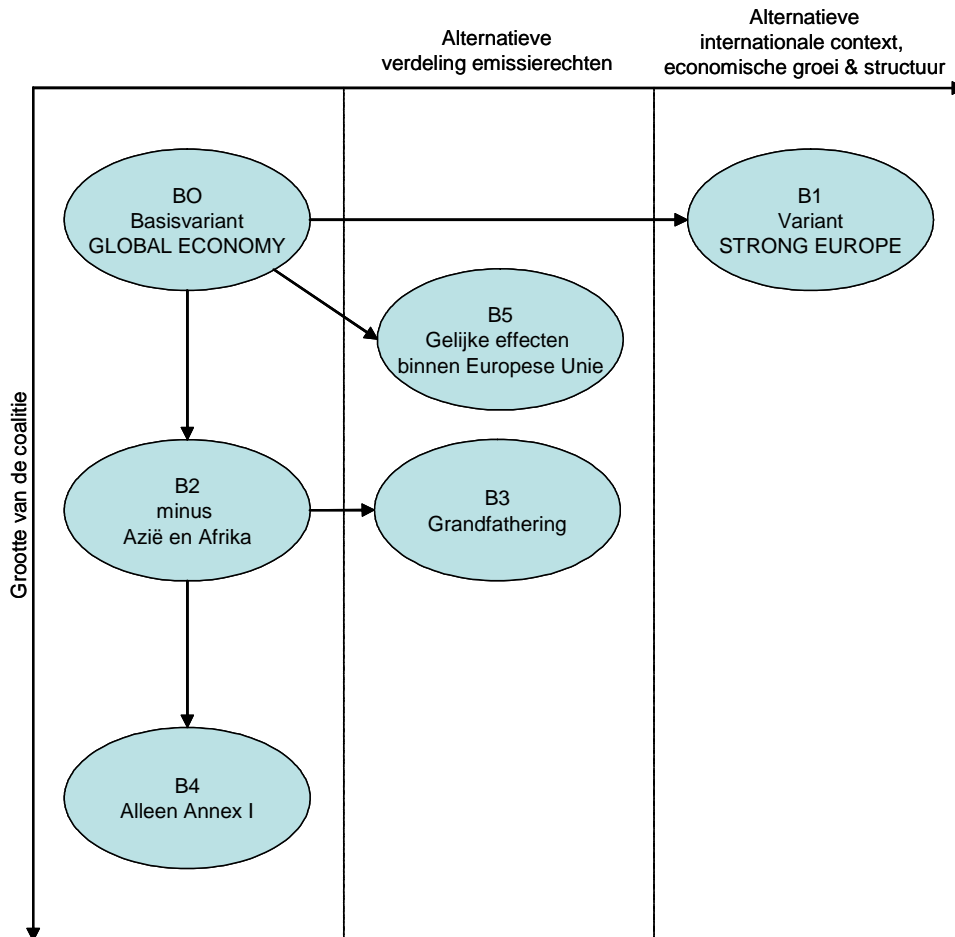 Alternatieve
verdeling emissierechten
Alternatieve
internationale context,
economische groei & structuur
Grootte van de coalitie
BO
Basisvariant
GLOBAL ECONOMY
B1
Variant
STRONG EUROPE
B5
Gelijke effecten
binnen Europese Unie
B2
minus
Azië en Afrika
B3
Grandfathering
B4
Alleen Annex I